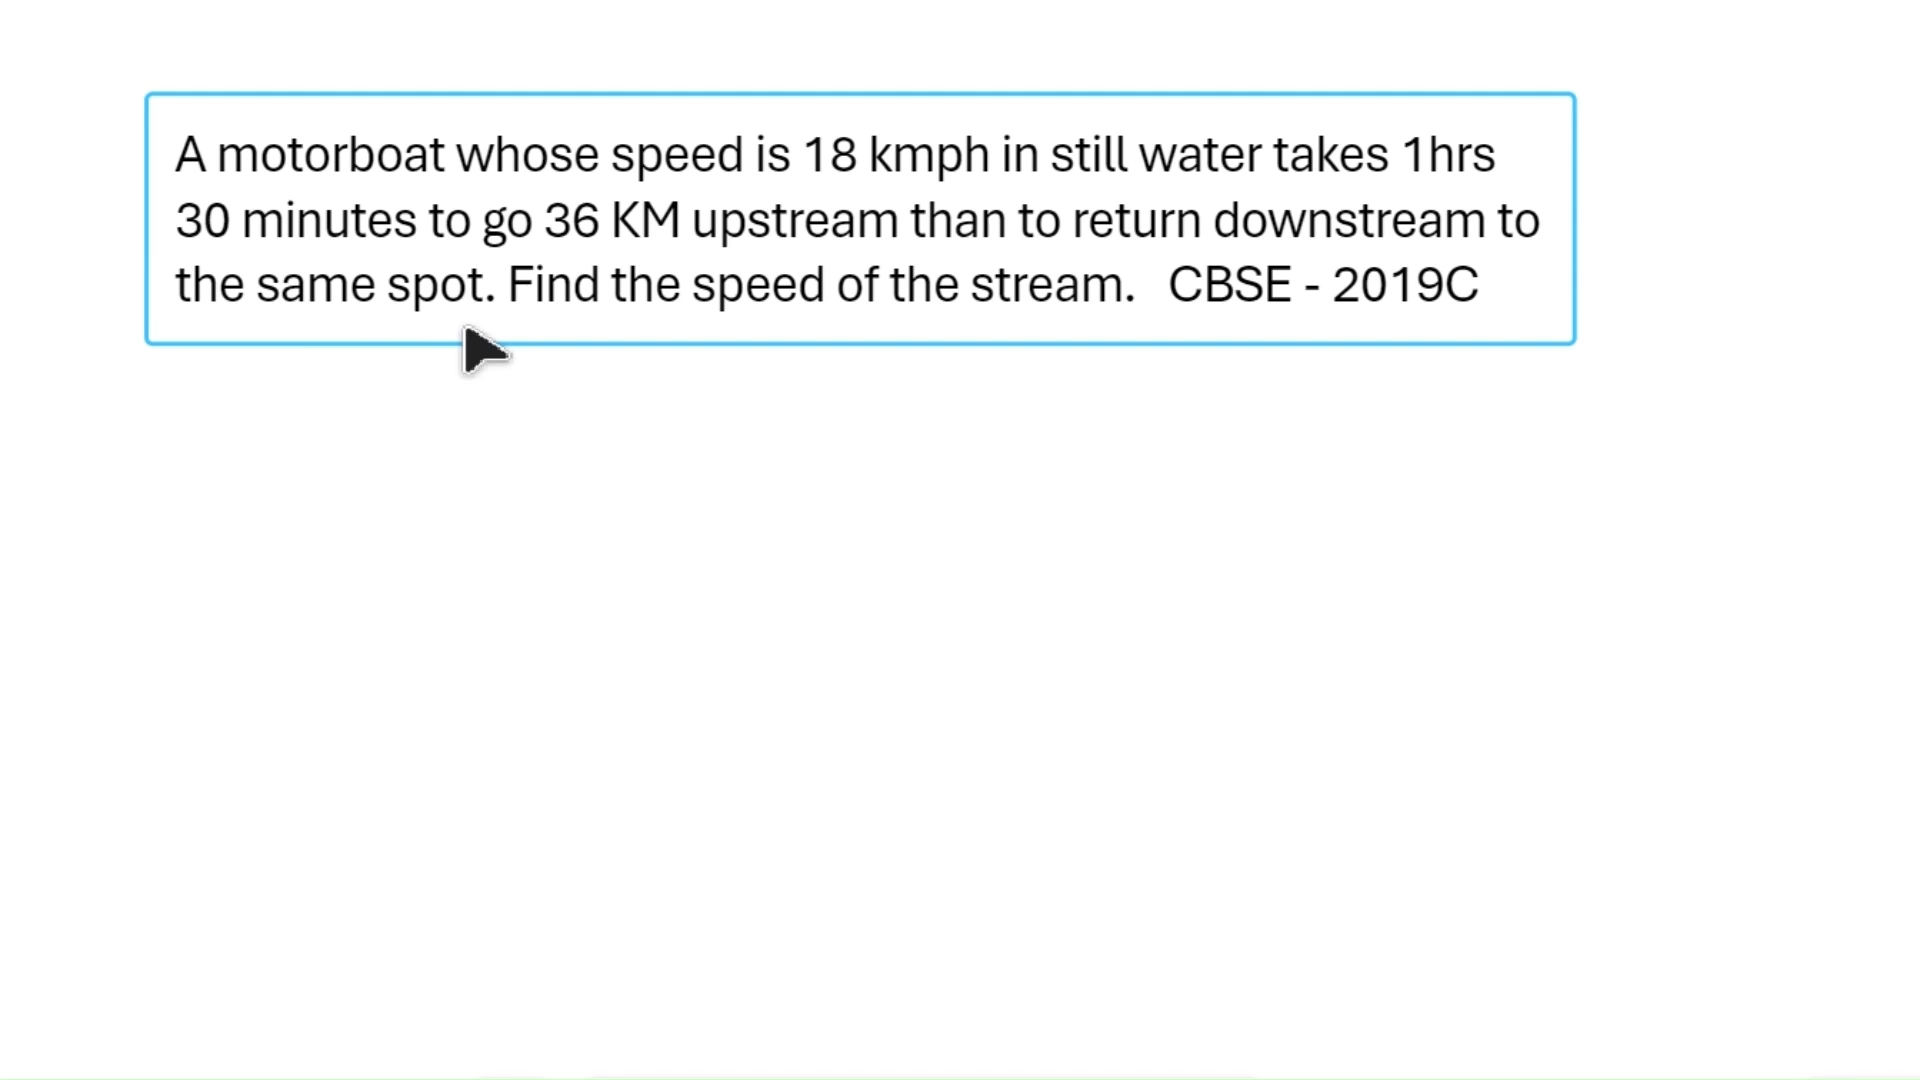 A motorboat whose speed is 18 kmph in still water takes 1hrs
30 minutes to go 36 KM upstream than to return downstream to
the same spot. Find the speed of the stream.   CBSE - 2019C